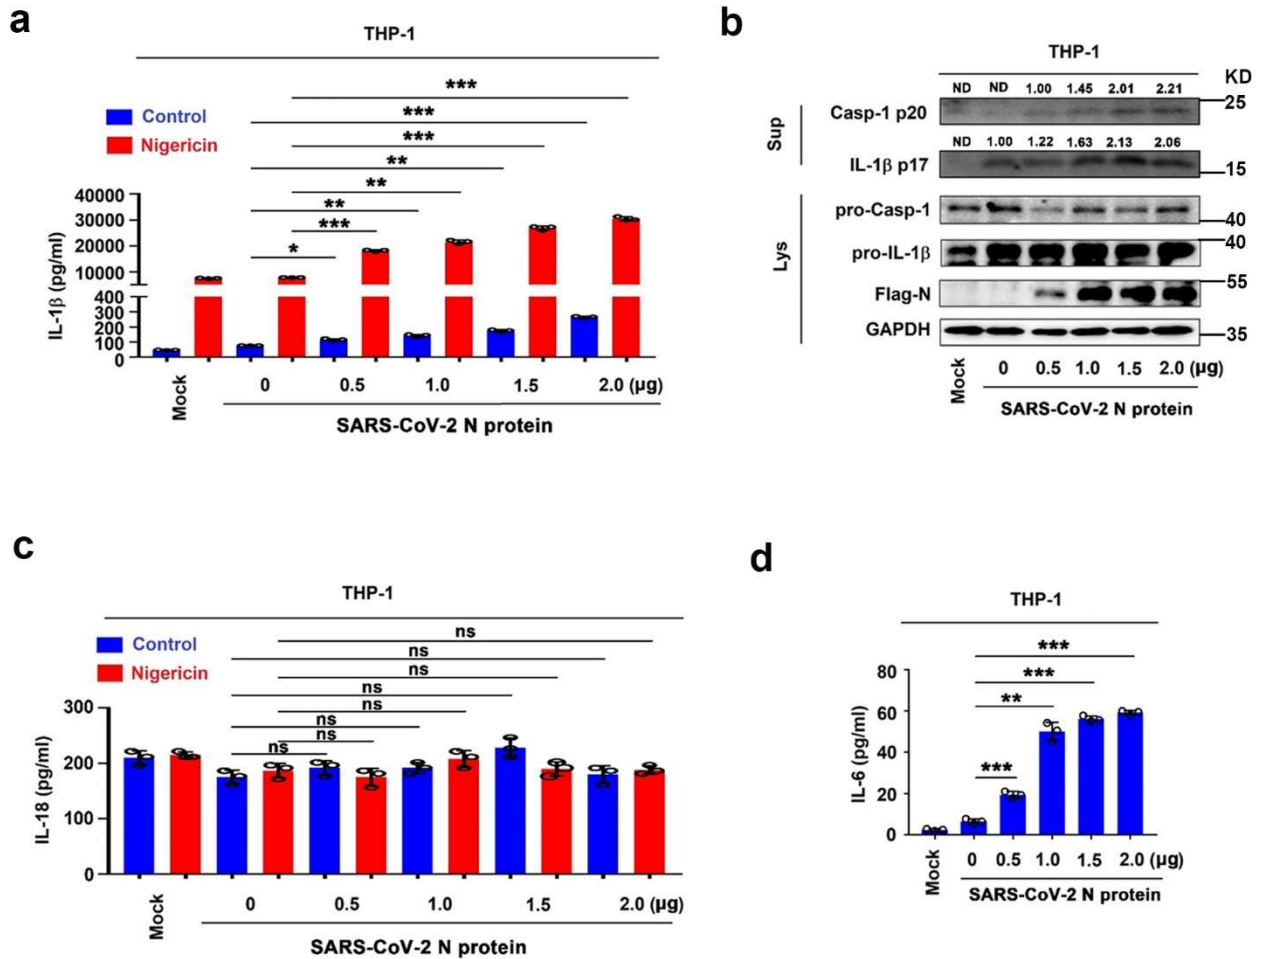 a
THP-1
***
***
Control
***
Nigericin
**
**
**
***
*
40000
30000
20000
10000
400
300
200
100
0
IL-1β (pg/ml)
Mock
0 0.5 1.0 1.5 2.0 (μg)
SARS-CoV-2 N protein
b
THP-1
KD
ND ND 1.00 1.45 2.01 2.21
Casp-1 p20
25
Sup
1.00 1.22 1.63 2.13 2.06
IL-1β p17
15
pro-Casp-1
40
pro-IL-1β
40
Lys
Flag-N
55
GAPDH
35
Mock
0 0.5 1.0 1.5 2.0 (μg)
SARS-CoV-2 N protein
c
THP-1
Control
Nigericin
ns
ns
ns
ns
ns
ns
ns
ns
300
200
100
0
IL-18 (pg/ml)
Mock
0 0.5 1.0 1.5 2.0 (μg)
SARS-CoV-2 N protein
d
THP-1
***
***
**
***
80
60
40
20
0
IL-6 (pg/ml)
Mock
0 0.5 1.0 1.5 2.0 (μg)
SARS-CoV-2 N protein